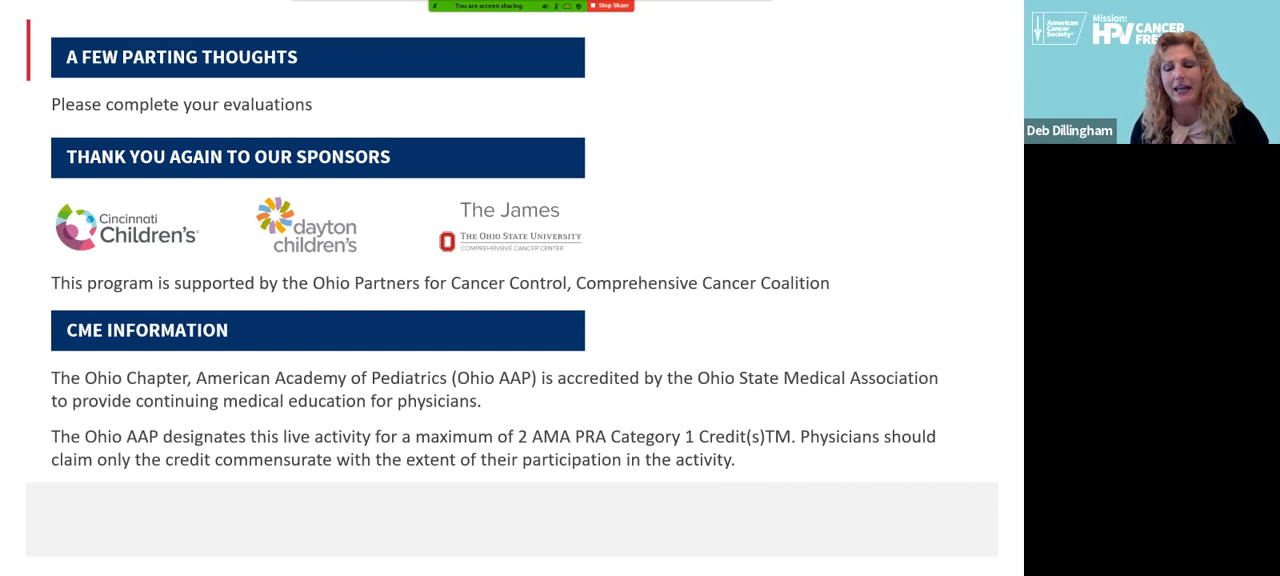 You are screen sharing
Stop Share
A FEW PARTING THOUGHTS
Please complete your evaluations
THANK YOU AGAIN TO OUR SPONSORS
Cincinnati
Children's
dayton
children's
The James
THE OHIO STATE UNIVERSITY
COMPREHENSIVE CANCER CENTER
This program is supported by the Ohio Partners for Cancer Control, Comprehensive Cancer Coalition
CME INFORMATION
The Ohio Chapter, American Academy of Pediatrics (Ohio AAP) is accredited by the Ohio State Medical Association
to provide continuing medical education for physicians.
The Ohio AAP designates this live activity for a maximum of 2 AMA PRA Category 1 Credit(s)TM. Physicians should
claim only the credit commensurate with the extent of their participation in the activity.
American
Cancer
Society
Mission:
HPV CANCER
FRE
Deb Dillingham